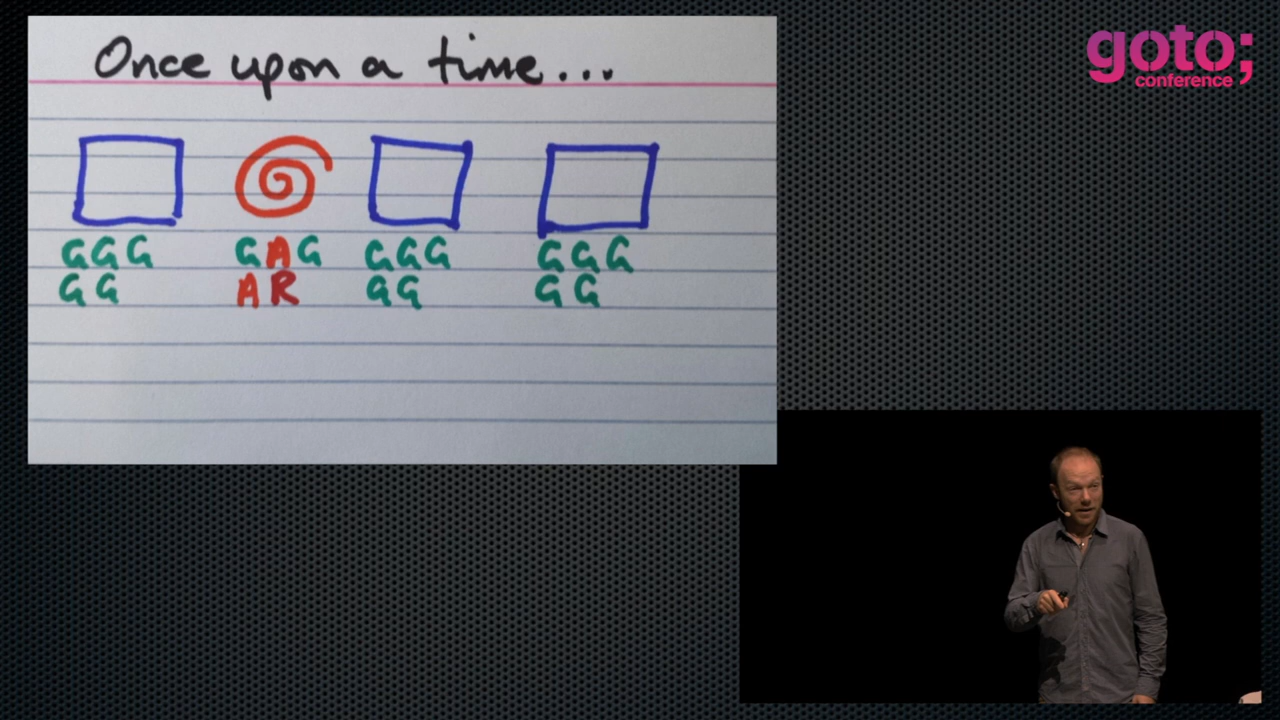 Once upon a time...
GGG GAG GGG GGG
GG AR GG GG
goto;
conference